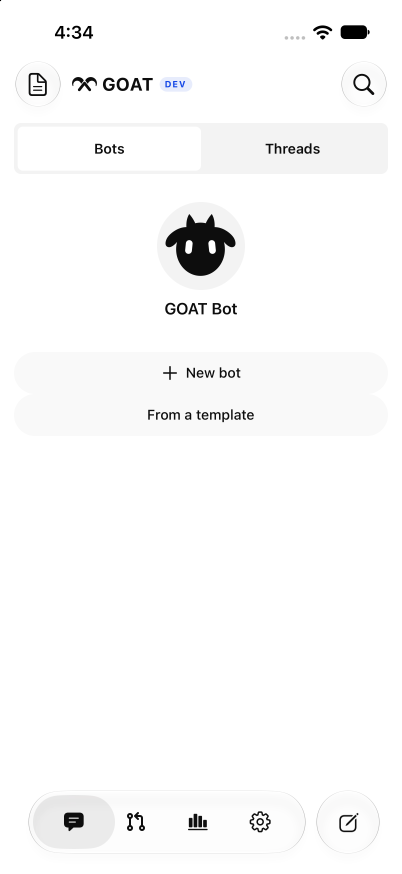 4:34
GOAT DEV
Bots
Threads
GOAT Bot
New bot
From a template